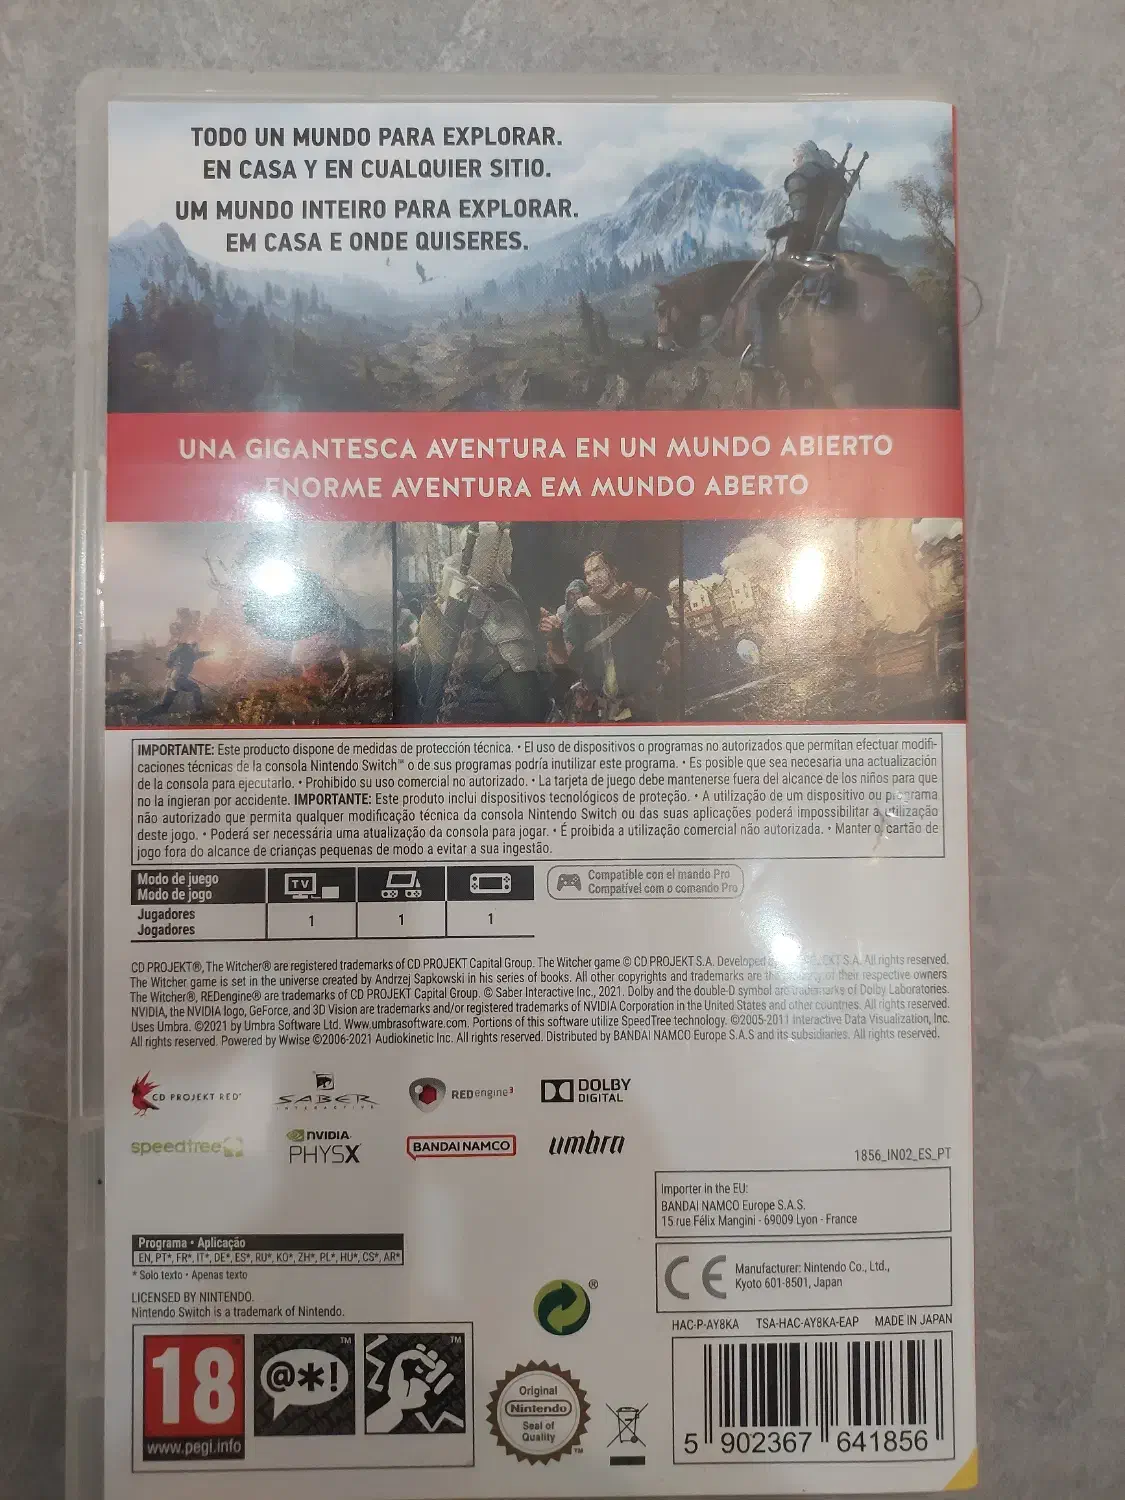 TODO UN MUNDO PARA EXPLORAR.
EN CASA Y EN CUALQUIER SITIO.
UM MUNDO INTEIRO PARA EXPLORAR.
EM CASA E ONDE QUISERES.
UNA GIGANTESCA AVENTURA EN UN MUNDO ABIERTO
ENORME AVENTURA EM MUNDO ABERTO
IMPORTANTE: Este producto dispone de medidas de protección técnica. • El uso de dispositivos o programas no autorizados que permitan efectuar modifi-
caciones técnicas de la consola Nintendo Switch™ o de sus programas podría inutilizar este programa. • Es posible que sea necesaria una actualización
de la consola para ejecutarlo. • Prohibido su uso comercial no autorizado. • La tarjeta de juego debe mantenerse fuera del alcance de los niños para que
no la ingieran por accidente. IMPORTANTE: Este produto inclui dispositivos tecnológicos de proteção. • A utilização de um dispositivo ou programa
não autorizado que permita qualquer modificação técnica da consola Nintendo Switch ou das suas aplicações poderá impossibilitar a utilização
deste jogo. • Poderá ser necessária uma atualização da consola para jogar. • É proibida a utilização comercial não autorizada. • Manter o cartão de
jogo fora do alcance de crianças pequenas de modo a evitar a sua ingestão.
Modo de juego
Modo de jogo
TV
Compatible con el mando Pro
Compatível com o comando Pro
Jugadores
Jogadores
1 1 1
CD PROJEKT®, The Witcher® are registered trademarks of CD PROJEKT Capital Group. The Witcher game © CD PROJEKT S.A. Developed by CD PROJEKT S.A. All rights reserved.
The Witcher game is set in the universe created by Andrzej Sapkowski in his series of books. All other copyrights and trademarks are the property of their respective owners
The Witcher®, REDengine® are trademarks of CD PROJEKT Capital Group. © Saber Interactive Inc., 2021. Dolby and the double-D symbol are trademarks of Dolby Laboratories.
NVIDIA, the NVIDIA logo, GeForce, and 3D Vision are trademarks and/or registered trademarks of NVIDIA Corporation in the United States and other countries. All rights reserved.
Uses Umbra. ©2021 by Umbra Software Ltd. Www.umbrasoftware.com. Portions of this software utilize SpeedTree technology. ©2005-2011 Interactive Data Visualization, Inc.
All rights reserved. Powered by Wwise ©2006-2021 Audiokinetic Inc. All rights reserved. Distributed by BANDAI NAMCO Europe S.A.S and its subsidiaries. All rights reserved.
CD PROJEKT RED®
SABER
INTERACTIVE
REDengine³
DOLBY
DIGITAL
speedtree
NVIDIA
PHYSX
BANDAI NAMCO
umbra
1856_IN02_ES_PT
Importer in the EU:
BANDAI NAMCO Europe S.A.S.
15 rue Félix Mangini - 69009 Lyon - France
Programa • Aplicação
EN, PT*, FR*, IT*, DE*, ES*, RU*, KO*, ZH*, PL*, HU*, CS*, AR*
* Solo texto • Apenas texto
CE
Manufacturer: Nintendo Co., Ltd.,
Kyoto 601-8501, Japan
LICENSED BY NINTENDO.
Nintendo Switch is a trademark of Nintendo.
®
HAC-P-AY8KA TSA-HAC-AY8KA-EAP MADE IN JAPAN
18
www.pegi.info
@*!
™
™
Original
Nintendo
Seal of
Quality
™
5 902367 641856